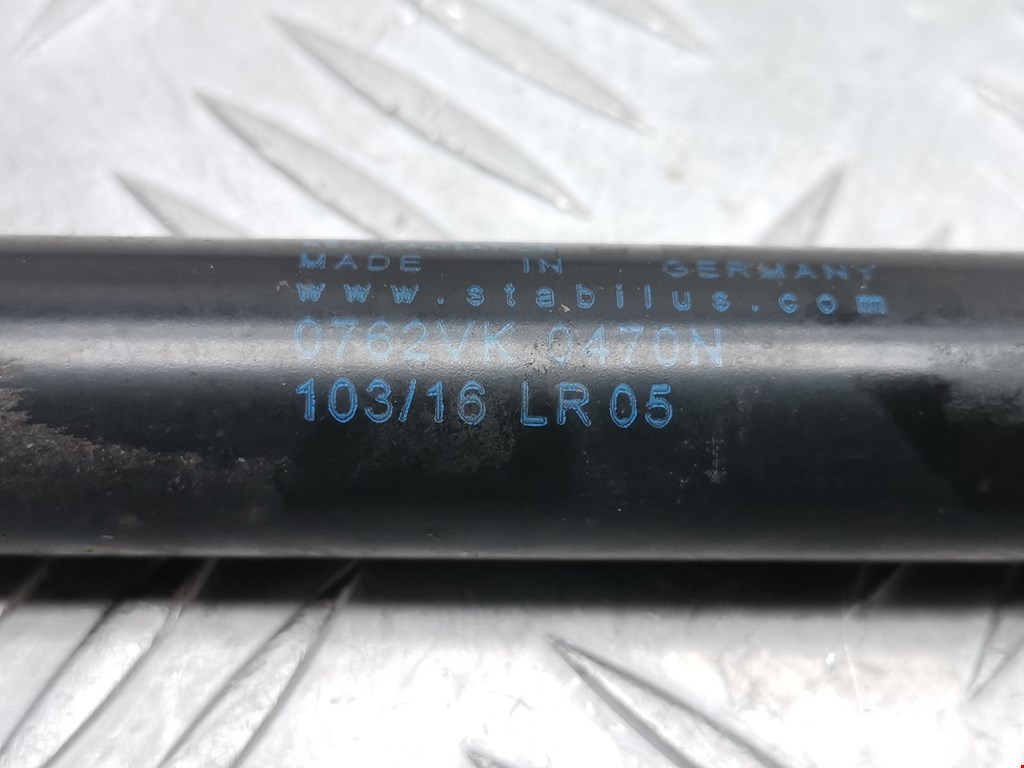 MADE IN GERMANY
www.stabilus.com
0762VK 0470N
103/16 LR 05